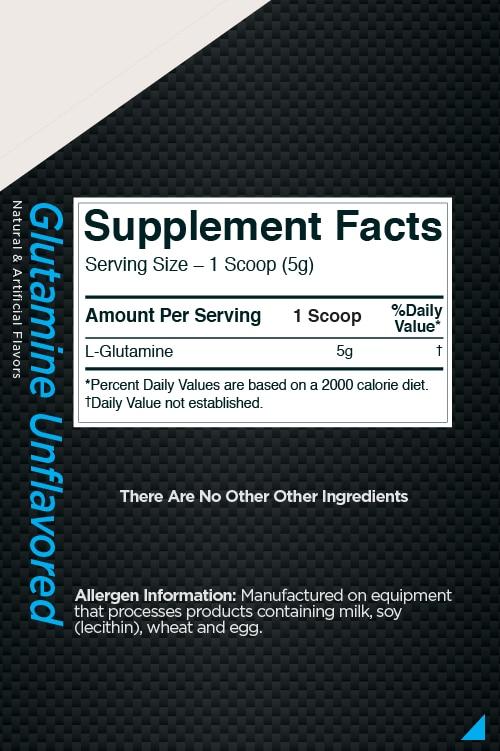 Supplement Facts
Serving Size – 1 Scoop (5g)
Amount Per Serving 1 Scoop %Daily Value*
L-Glutamine 5g †
*Percent Daily Values are based on a 2000 calorie diet.
†Daily Value not established.
There Are No Other Other Ingredients
Allergen Information: Manufactured on equipment
that processes products containing milk, soy
(lecithin), wheat and egg.
Glutamine Unflavored
Natural & Artificial Flavors